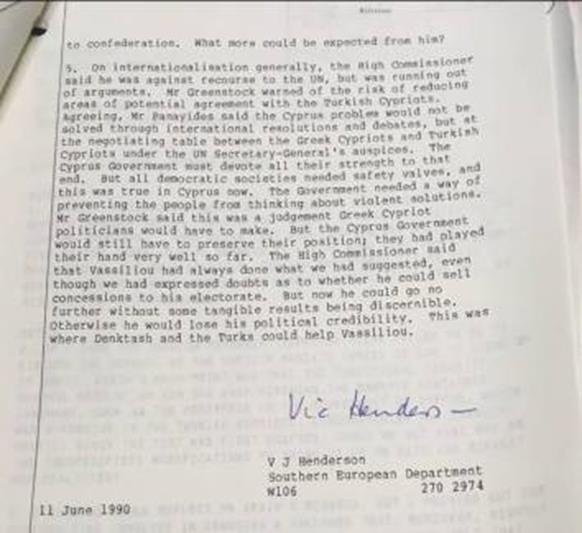 to confederation. What more could be expected from him?
5. On internationalisation generally, the High Commissioner
said he was against recourse to the UN, but was running out
of arguments. Mr Greenstock warned of the risk of reducing
areas of potential agreement with the Turkish Cypriots.
Agreeing, Mr Panayides said the Cyprus problem would not be
solved through international resolutions and debates, but at
the negotiating table between the Greek Cypriots and Turkish
Cypriots under the UN Secretary-General's auspices. The
Cyprus Government must devote all their strength to that
end. But all democratic societies needed safety valves, and
this was true in Cyprus now. The Government needed a way of
preventing the people from thinking about violent solutions.
Mr Greenstock said this was a judgement Greek Cypriot
politicians would have to make. But the Cyprus Government
would still have to preserve their position; they had played
their hand very well so far. The High Commissioner said
that Vassiliou had always done what we had suggested, even
though we had expressed doubts as to whether he could sell
concessions to his electorate. But now he could go no
further without some tangible results being discernible.
Otherwise he would lose his political credibility. This was
where Denktash and the Turks could help Vassiliou.
Vic Henderson
V J Henderson
Southern European Department
W106 270 2974
11 June 1990